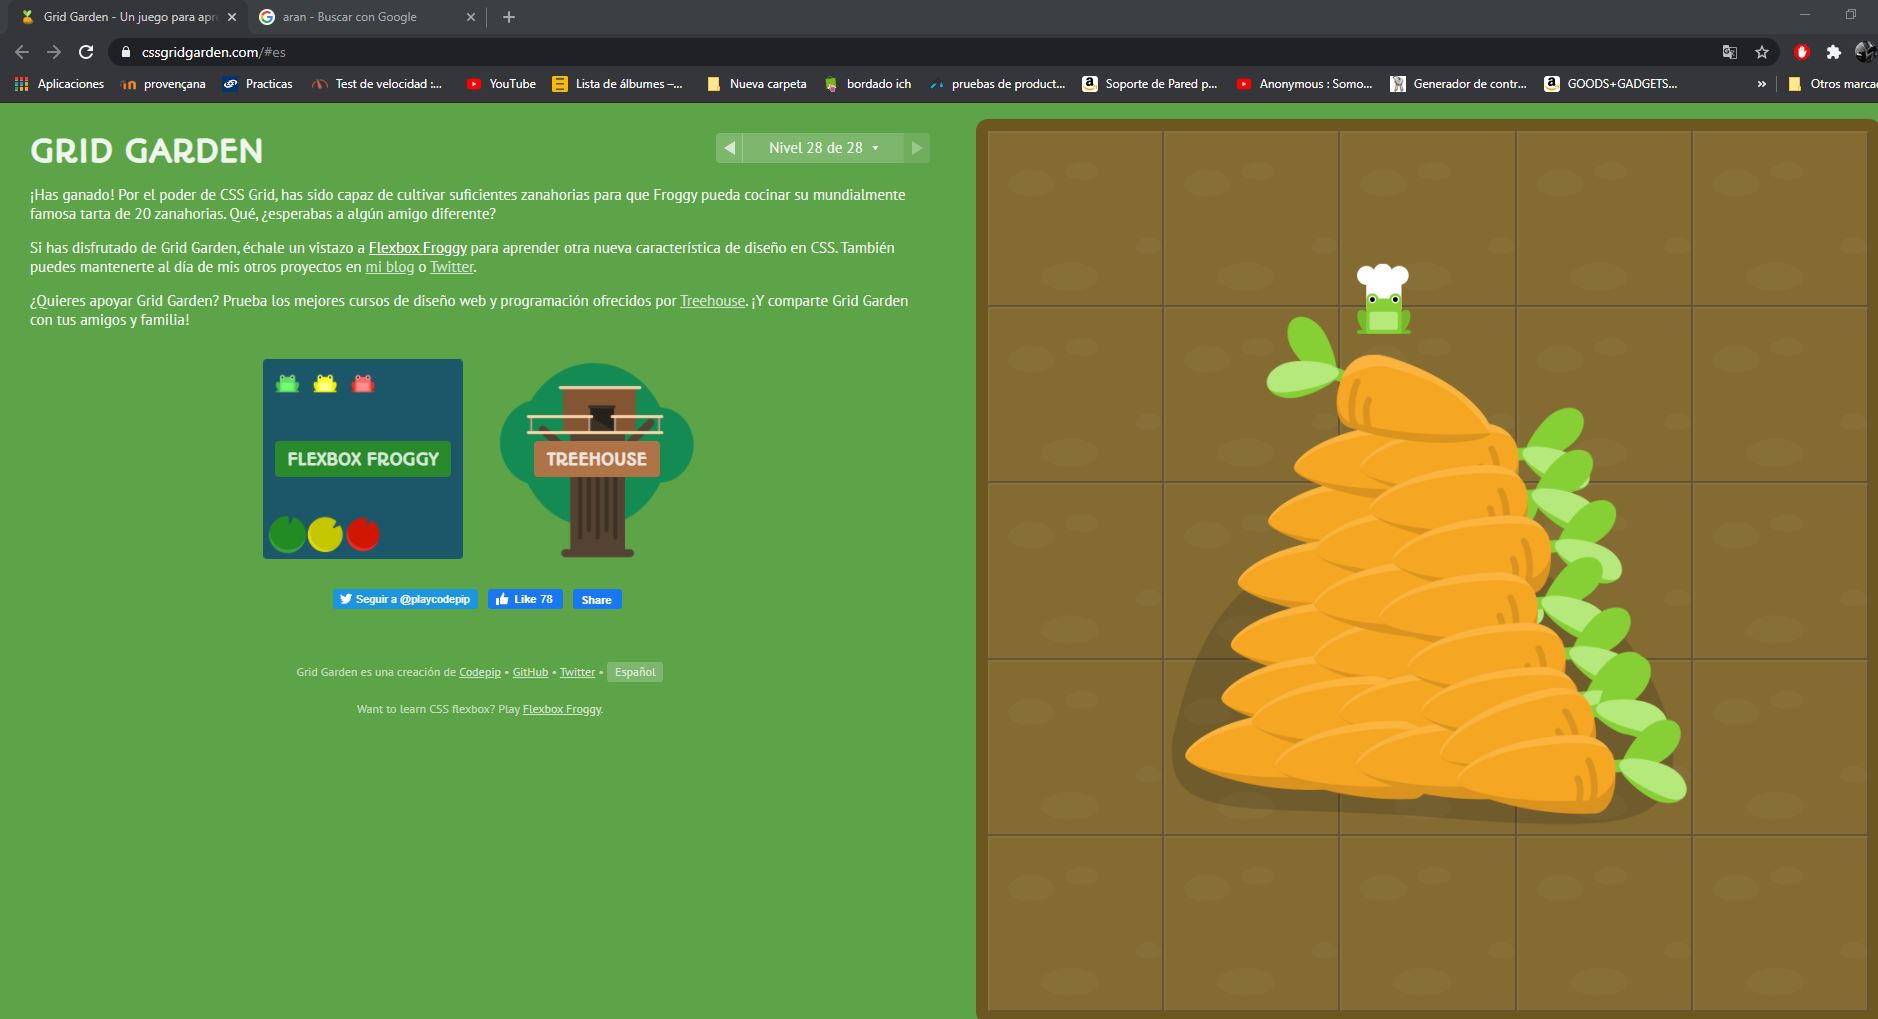 Grid Garden - Un juego para apr
aran - Buscar con Google
cssgridgarden.com/#es
Aplicaciones
provençana
Practicas
Test de velocidad :...
YouTube
Lista de álbumes –...
Nueva carpeta
bordado ich
pruebas de product...
Soporte de Pared p...
Anonymous : Somo...
Generador de contr...
GOODS+GADGETS...
»
Otros marca
GRID GARDEN
Nivel 28 de 28
¡Has ganado! Por el poder de CSS Grid, has sido capaz de cultivar suficientes zanahorias para que Froggy pueda cocinar su mundialmente
famosa tarta de 20 zanahorias. Qué, ¿esperabas a algún amigo diferente?
Si has disfrutado de Grid Garden, échale un vistazo a Flexbox Froggy para aprender otra nueva característica de diseño en CSS. También
puedes mantenerte al día de mis otros proyectos en mi blog o Twitter.
¿Quieres apoyar Grid Garden? Prueba los mejores cursos de diseño web y programación ofrecidos por Treehouse. ¡Y comparte Grid Garden
con tus amigos y familia!
FLEXBOX FROGGY
TREEHOUSE
Seguir a @playcodepip
Like 78
Share
Grid Garden es una creación de Codepip • GitHub • Twitter • Español
Want to learn CSS flexbox? Play Flexbox Froggy.